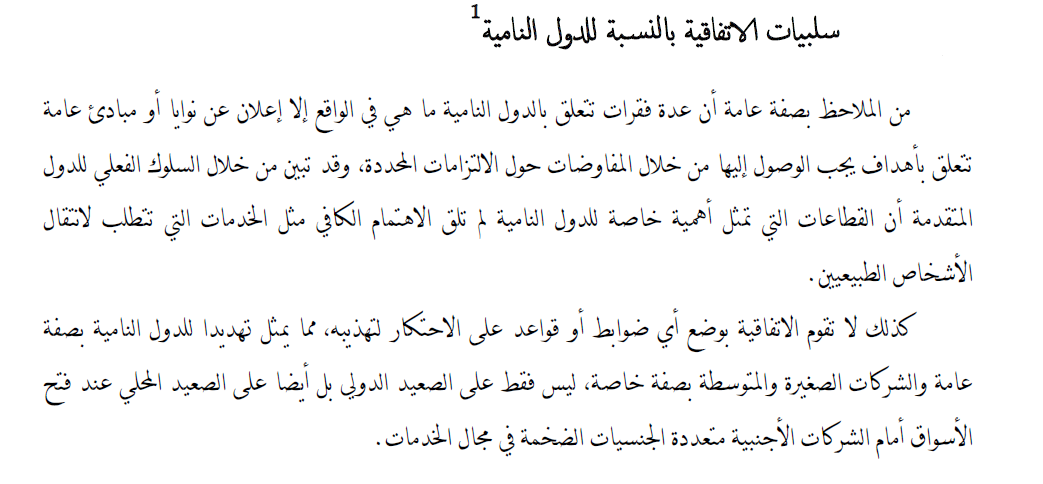 سلبيات الاتفاقية بالنسبة للدول النامية1
من الملاحظ بصفة عامة أن عدة فقرات تتعلق بالدول النامية ما هي في الواقع إلا إعلان عن نوايا أو مبادئ عامة
تتعلق بأهداف يجب الوصول إليها من خلال المفاوضات حول الالتزامات المحددة، وقد تبين من خلال السلوك الفعلي للدول
المتقدمة أن القطاعات التي تمثل أهمية خاصة للدول النامية لم تلق الاهتمام الكافي مثل الخدمات التي تتطلب لانتقال
الأشخاص الطبيعيين.
كذلك لا تقوم الاتفاقية بوضع أي ضوابط أو قواعد على الاحتكار لتهذيبه، مما يمثل تهديدا للدول النامية بصفة
عامة والشركات الصغيرة والمتوسطة بصفة خاصة، ليس فقط على الصعيد الدولي بل أيضا على الصعيد المحلي عند فتح
الأسواق أمام الشركات الأجنبية متعددة الجنسيات الضخمة في مجال الخدمات.